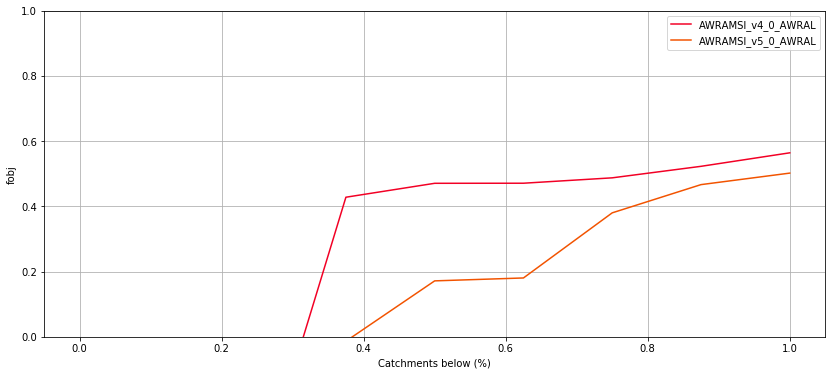 1.0
0.8
0.6
0.4
0.2
0.0
fobj
AWRAMSI_v4_0_AWRAL
AWRAMSI_v5_0_AWRAL
0.0 0.2 0.4 0.6 0.8 1.0
Catchments below (%)